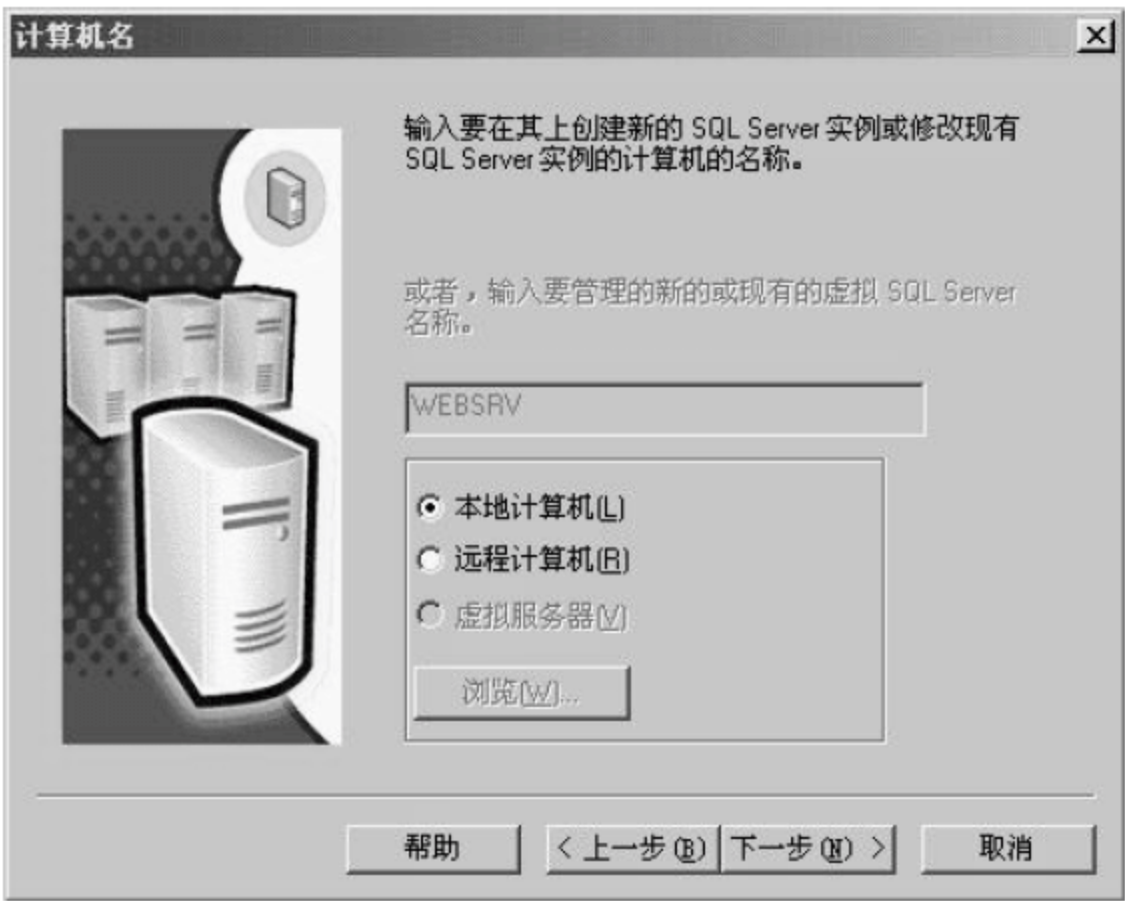 计算机名
输入要在其上创建新的 SQL Server 实例或修改现有
SQL Server 实例的计算机的名称。
或者，输入要管理的新的或现有的虚拟 SQL Server
名称。
WEBSRV
本地计算机(L)
远程计算机(R)
虚拟服务器(V)
浏览(W)...
帮助
< 上一步(B)
下一步(N) >
取消